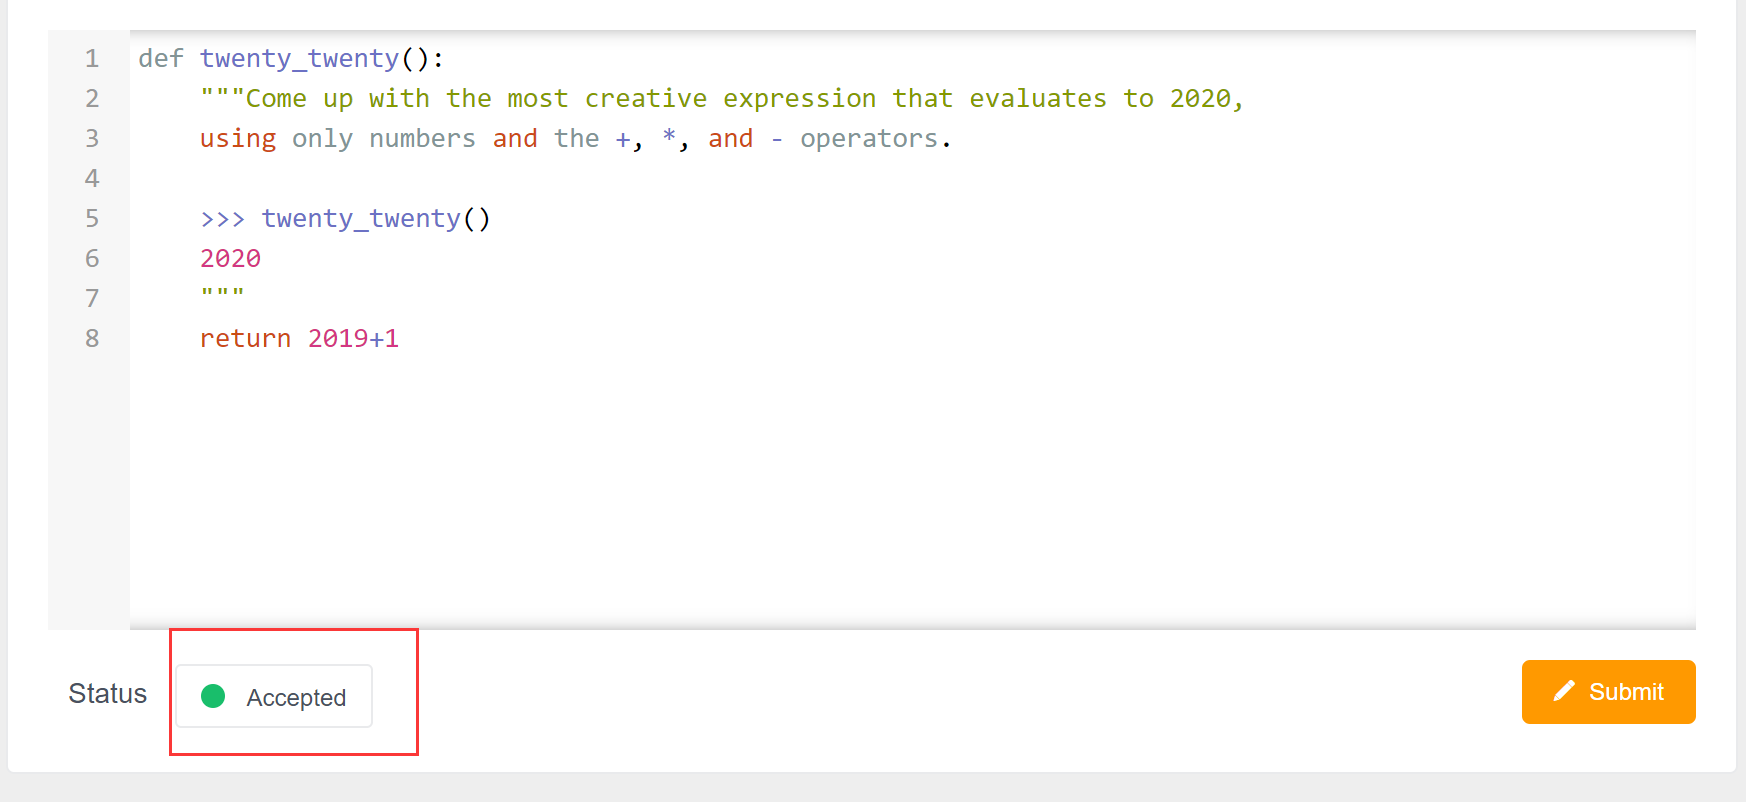 1 def twenty_twenty():
2     """Come up with the most creative expression that evaluates to 2020,
3     using only numbers and the +, *, and - operators.
4
5     >>> twenty_twenty()
6     2020
7     """
8     return 2019+1
Status Accepted Submit